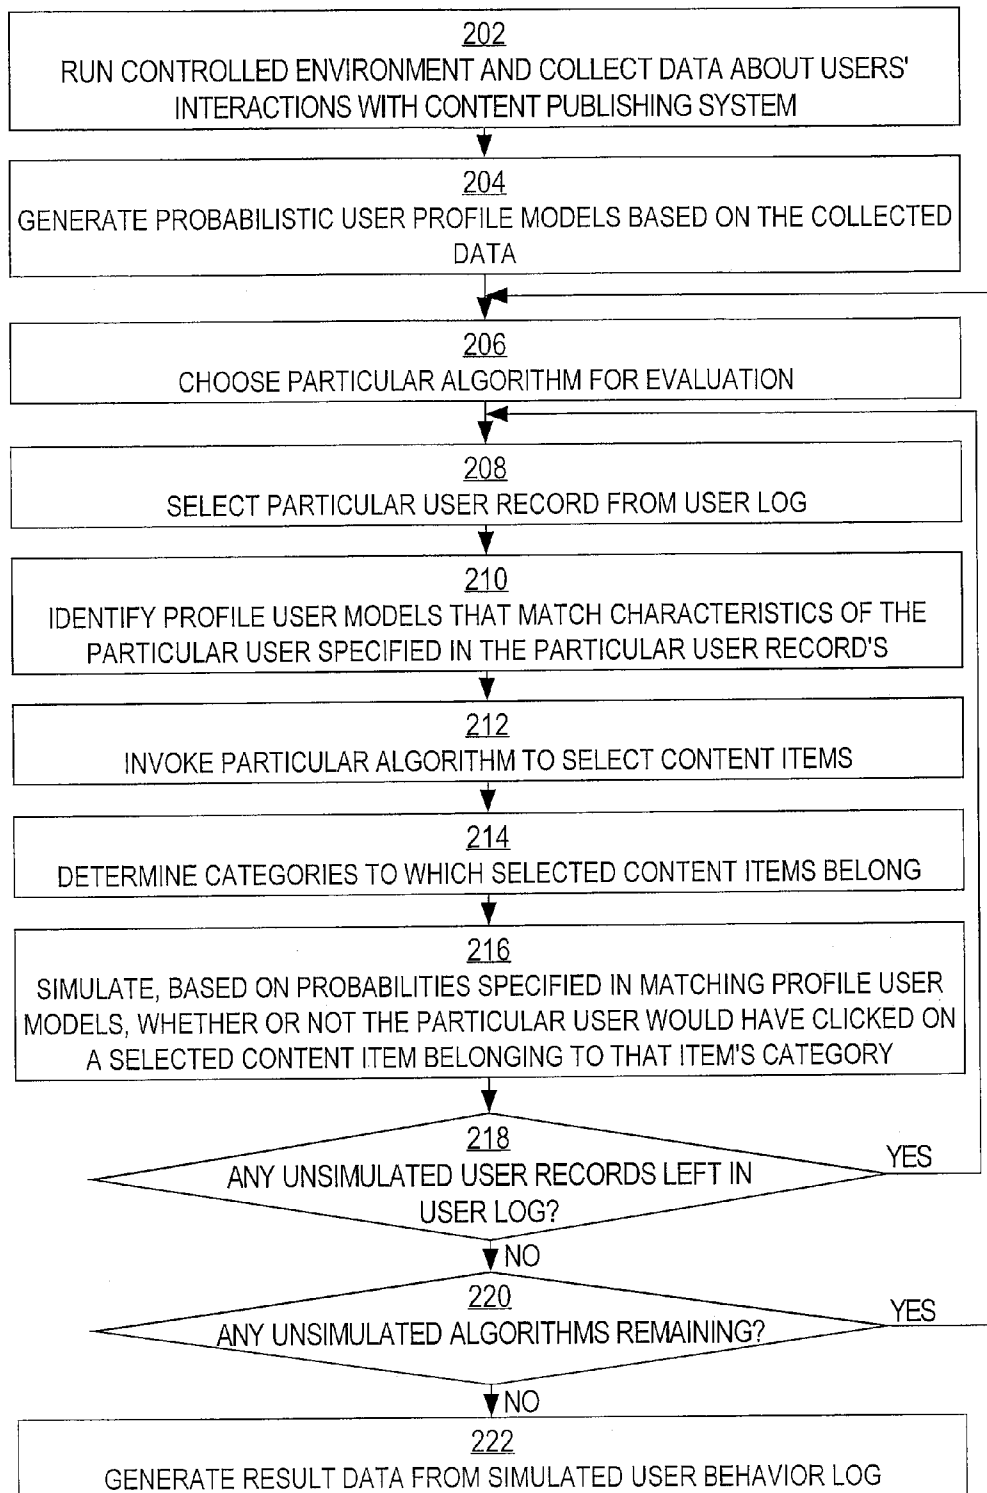 202
RUN CONTROLLED ENVIRONMENT AND COLLECT DATA ABOUT USERS'
INTERACTIONS WITH CONTENT PUBLISHING SYSTEM
204
GENERATE PROBABILISTIC USER PROFILE MODELS BASED ON THE COLLECTED
DATA
206
CHOOSE PARTICULAR ALGORITHM FOR EVALUATION
208
SELECT PARTICULAR USER RECORD FROM USER LOG
210
IDENTIFY PROFILE USER MODELS THAT MATCH CHARACTERISTICS OF THE
PARTICULAR USER SPECIFIED IN THE PARTICULAR USER RECORD'S
212
INVOKE PARTICULAR ALGORITHM TO SELECT CONTENT ITEMS
214
DETERMINE CATEGORIES TO WHICH SELECTED CONTENT ITEMS BELONG
216
SIMULATE, BASED ON PROBABILITIES SPECIFIED IN MATCHING PROFILE USER
MODELS, WHETHER OR NOT THE PARTICULAR USER WOULD HAVE CLICKED ON
A SELECTED CONTENT ITEM BELONGING TO THAT ITEM'S CATEGORY
218
ANY UNSIMULATED USER RECORDS LEFT IN
USER LOG?
YES
NO
220
ANY UNSIMULATED ALGORITHMS REMAINING?
YES
NO
222
GENERATE RESULT DATA FROM SIMULATED USER BEHAVIOR LOG